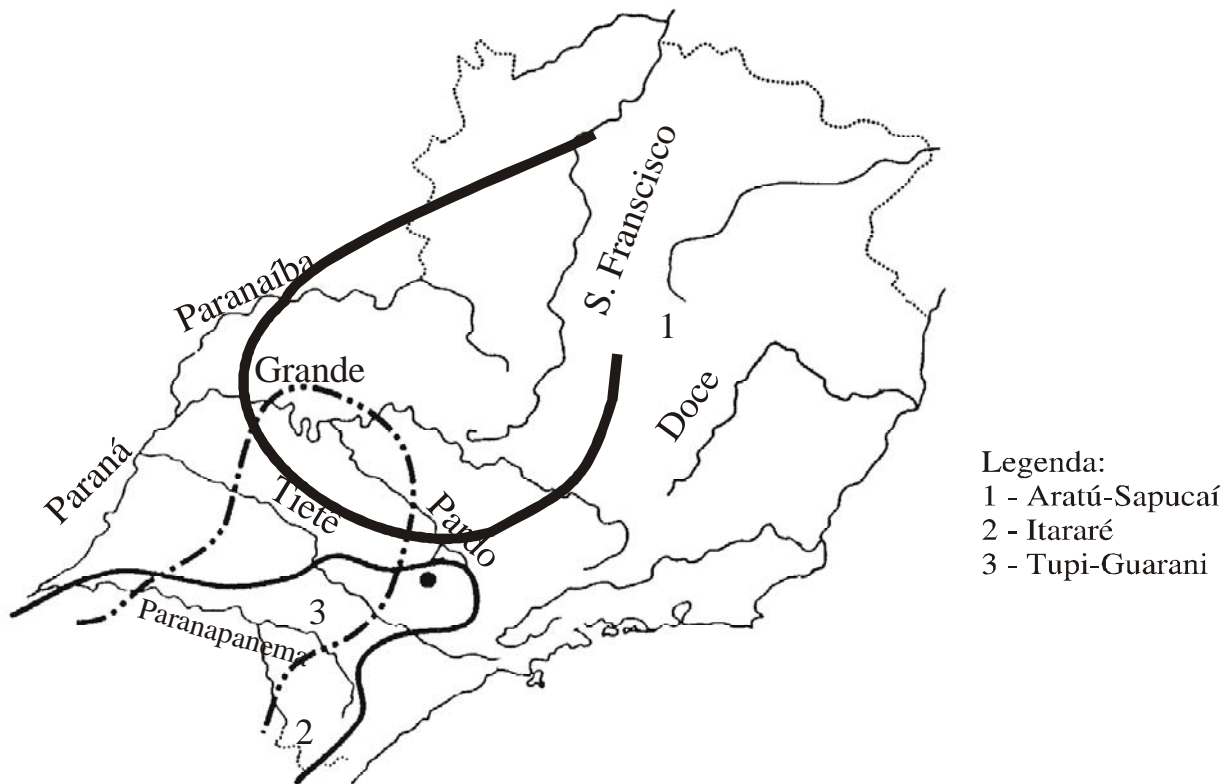 S. Franscisco
Paranaíba
1
Grande
Doce
Paraná
Tietê
Pardo
3
Paranapanema
2
Legenda:
1 - Aratú-Sapucaí
2 - Itararé
3 - Tupi-Guarani